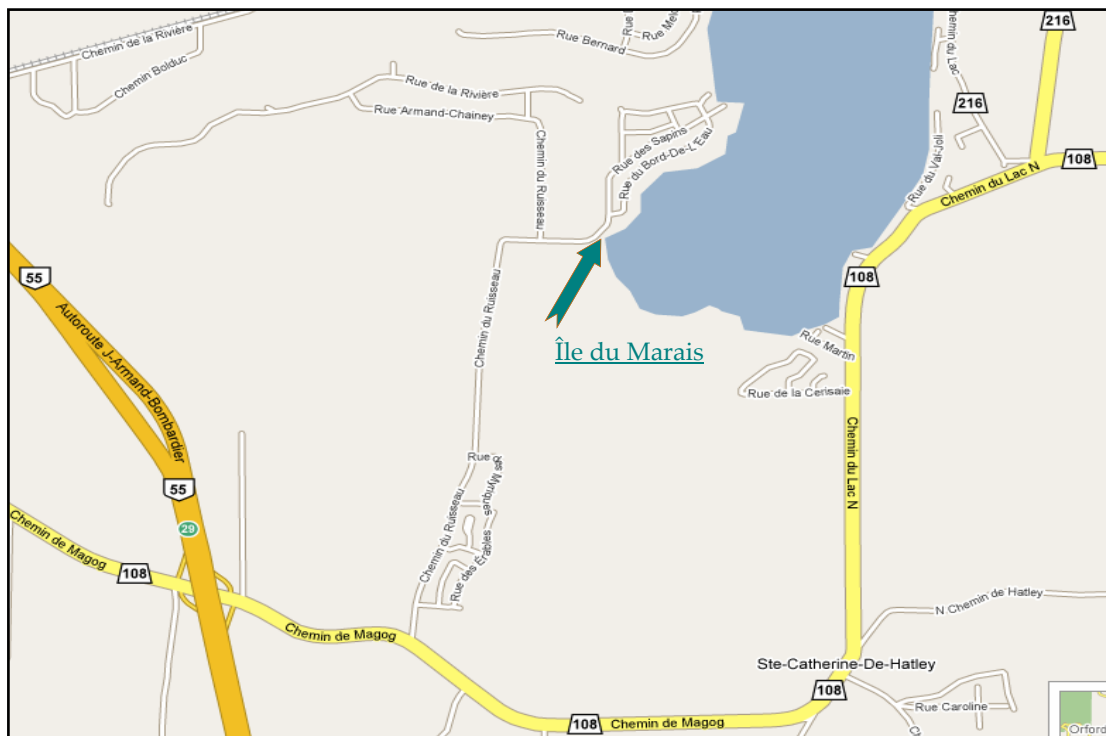 Chemin de la Rivière
Chemin Bolduc
Rue Bernard
Rue
216
Chemin du Lac
216
Rue de la Rivière
Rue Armand-Chainey
Chemin du Ruisseau
Rue des Sapins
Rue du Bord-De-L'Eau
Rue du Val-Joli
108
Chemin du Lac N
55
Autoroute J-Armand-Bombardier
108
Chemin du Ruisseau
Île du Marais
Rue Martin
Rue de la Cerisaie
Chemin du Lac N
Rue
Myriques
55
29
Chemin de Magog
Chemin du Ruisseau
Rue des Érables
108
N Chemin de Hatley
Chemin de Magog
Ste-Catherine-De-Hatley
108
Rue Caroline
108
Chemin de Magog
Orford